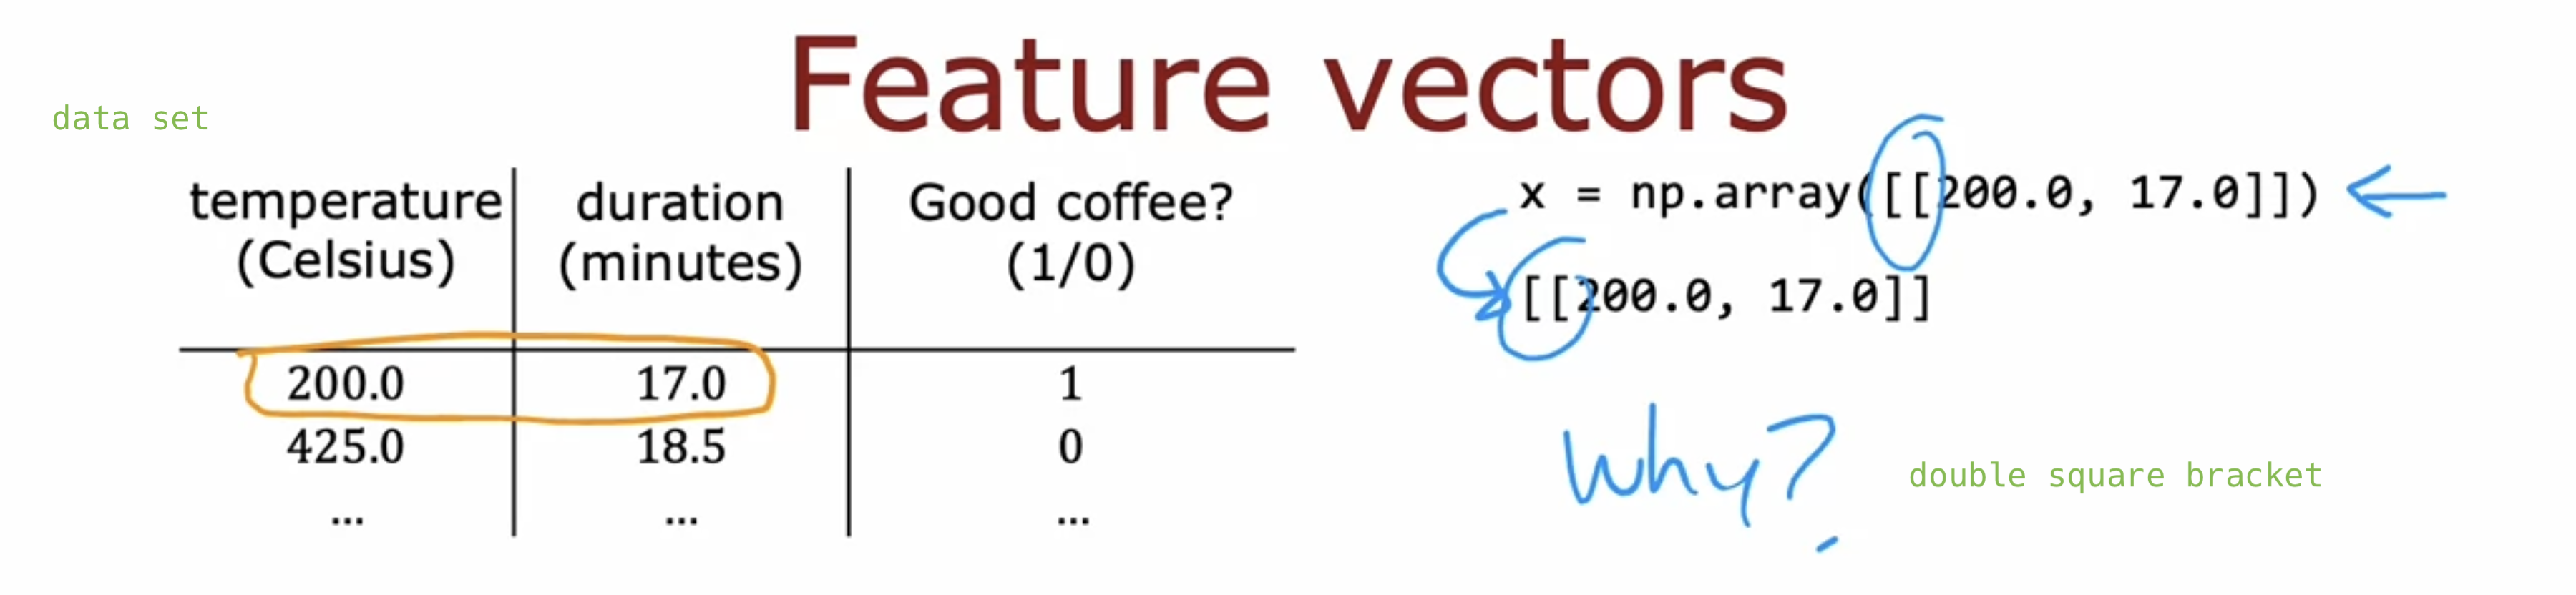 Feature vectors
data set
temperature (Celsius) duration (minutes) Good coffee? (1/0)
200.0 17.0 1
425.0 18.5 0
... ... ...
x = np.array([[200.0, 17.0]])
[[200.0, 17.0]]
Why?
double square bracket